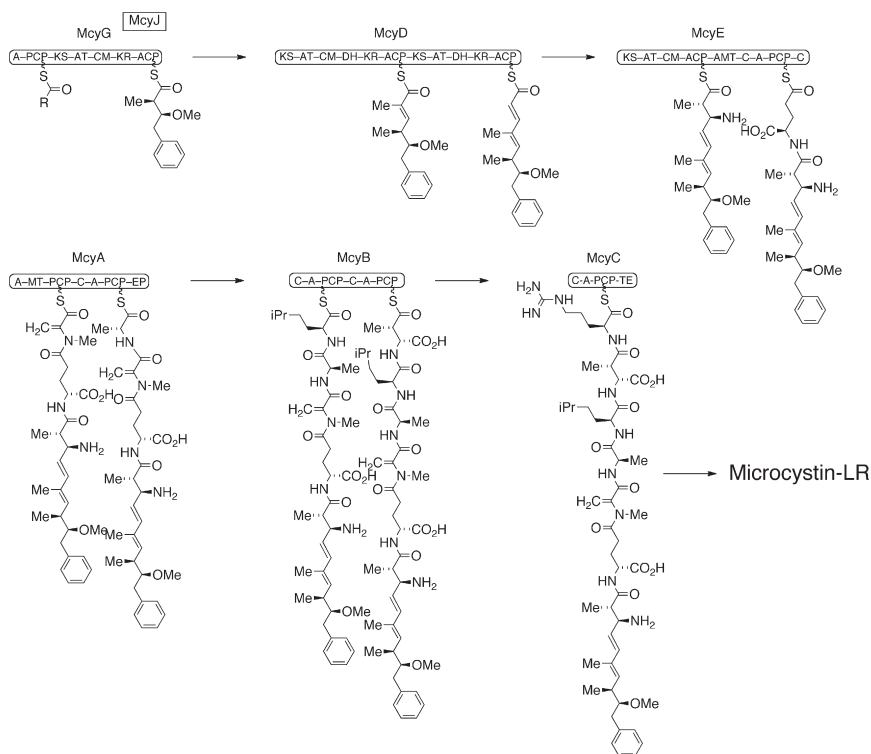 McyG
McyJ
A–PCP–KS–AT–CM–KR–ACP
S
O
R
S
O
Me
OMe
McyD
KS–AT–CM–DH–KR–ACP–KS–AT–DH–KR–ACP
S
O
Me
Me
OMe
S
O
Me
Me
OMe
McyE
KS–AT–CM–ACP–AMT–C–A–PCP–C
S
O
Me
NH2
Me
Me
OMe
S
O
HO2C
NH
O
Me
NH2
Me
Me
OMe
McyA
A–MT–PCP–C–A–PCP–EP
S
O
H2C
N-Me
O
CO2H
HN
O
Me
NH2
Me
Me
OMe
S
O
Me
NH
O
H2C
N-Me
O
CO2H
HN
O
Me
NH2
Me
Me
OMe
McyB
C–A–PCP–C–A–PCP
S
O
iPr
NH
O
Me
HN
O
H2C
N-Me
O
CO2H
HN
O
Me
NH2
Me
Me
OMe
S
O
Me
CO2H
HN
O
iPr
NH
O
Me
HN
O
H2C
N-Me
O
CO2H
HN
O
Me
NH2
Me
Me
OMe
McyC
C-A-PCP-TE
S
O
H2N
NH
NH
NH
O
Me
CO2H
HN
O
iPr
NH
O
Me
HN
O
H2C
N-Me
O
CO2H
HN
O
Me
NH2
Me
Me
OMe
Microcystin-LR